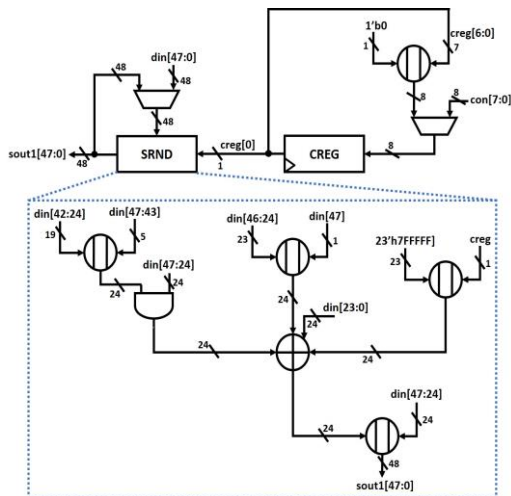 1'b0
creg[6:0]
1
7
din[47:0]
48
48
8
8
con[7:0]
48
sout1[47:0]
48
SRND
creg[0]
1
CREG
8
din[42:24]
din[47:43]
19
5
din[47:24]
24
24
din[46:24]
din[47]
23
1
24
din[23:0]
24
23'h7FFFFF]
creg
23
1
24
24
din[47:24]
24
24
48
sout1[47:0]